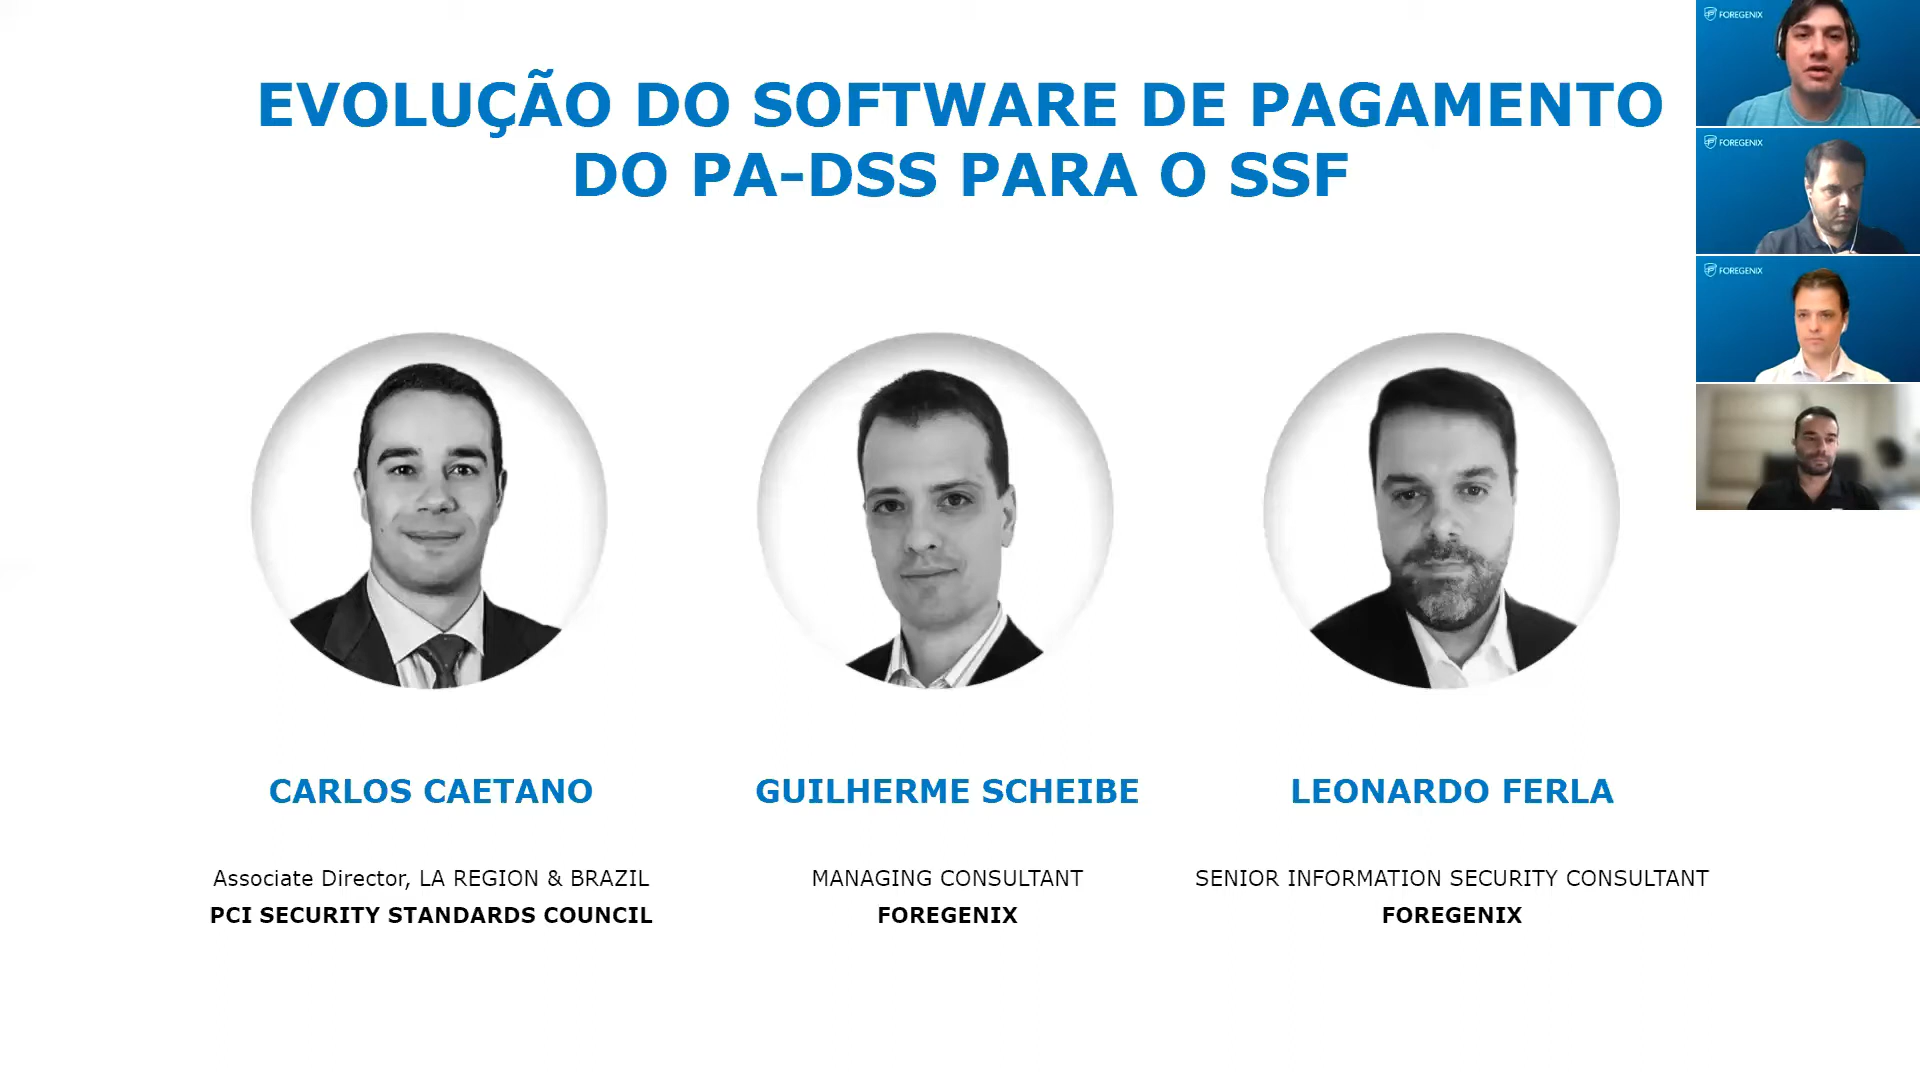 EVOLUÇÃO DO SOFTWARE DE PAGAMENTO
DO PA-DSS PARA O SSF
CARLOS CAETANO
Associate Director, LA REGION & BRAZIL
PCI SECURITY STANDARDS COUNCIL
GUILHERME SCHEIBE
MANAGING CONSULTANT
FOREGENIX
LEONARDO FERLA
SENIOR INFORMATION SECURITY CONSULTANT
FOREGENIX
FOREGENIX
FOREGENIX
FOREGENIX